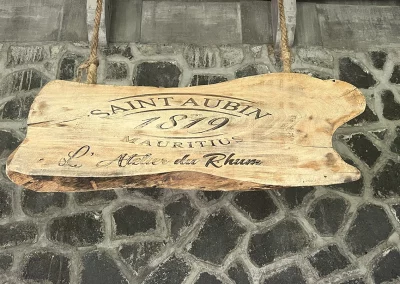 SAINT AUBIN
1819
MAURITIUS
L'Atelier du Rhum